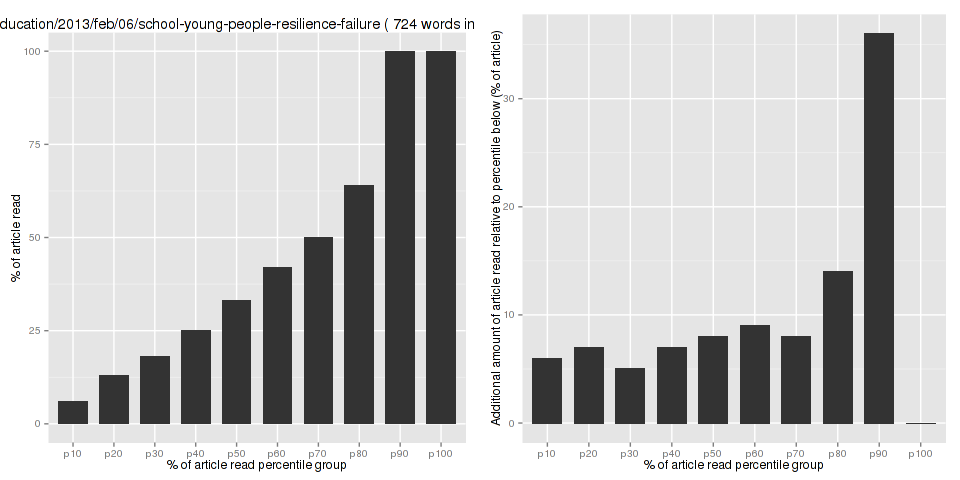 ducation/2013/feb/06/school-young-people-resilience-failure ( 724 words in
% of article read
100
75
50
25
0
p10 p20 p30 p40 p50 p60 p70 p80 p90 p100
% of article read percentile group
Additional amount of article read relative to percentile below (% of article)
30
20
10
0
p10 p20 p30 p40 p50 p60 p70 p80 p90 p100
% of article read percentile group